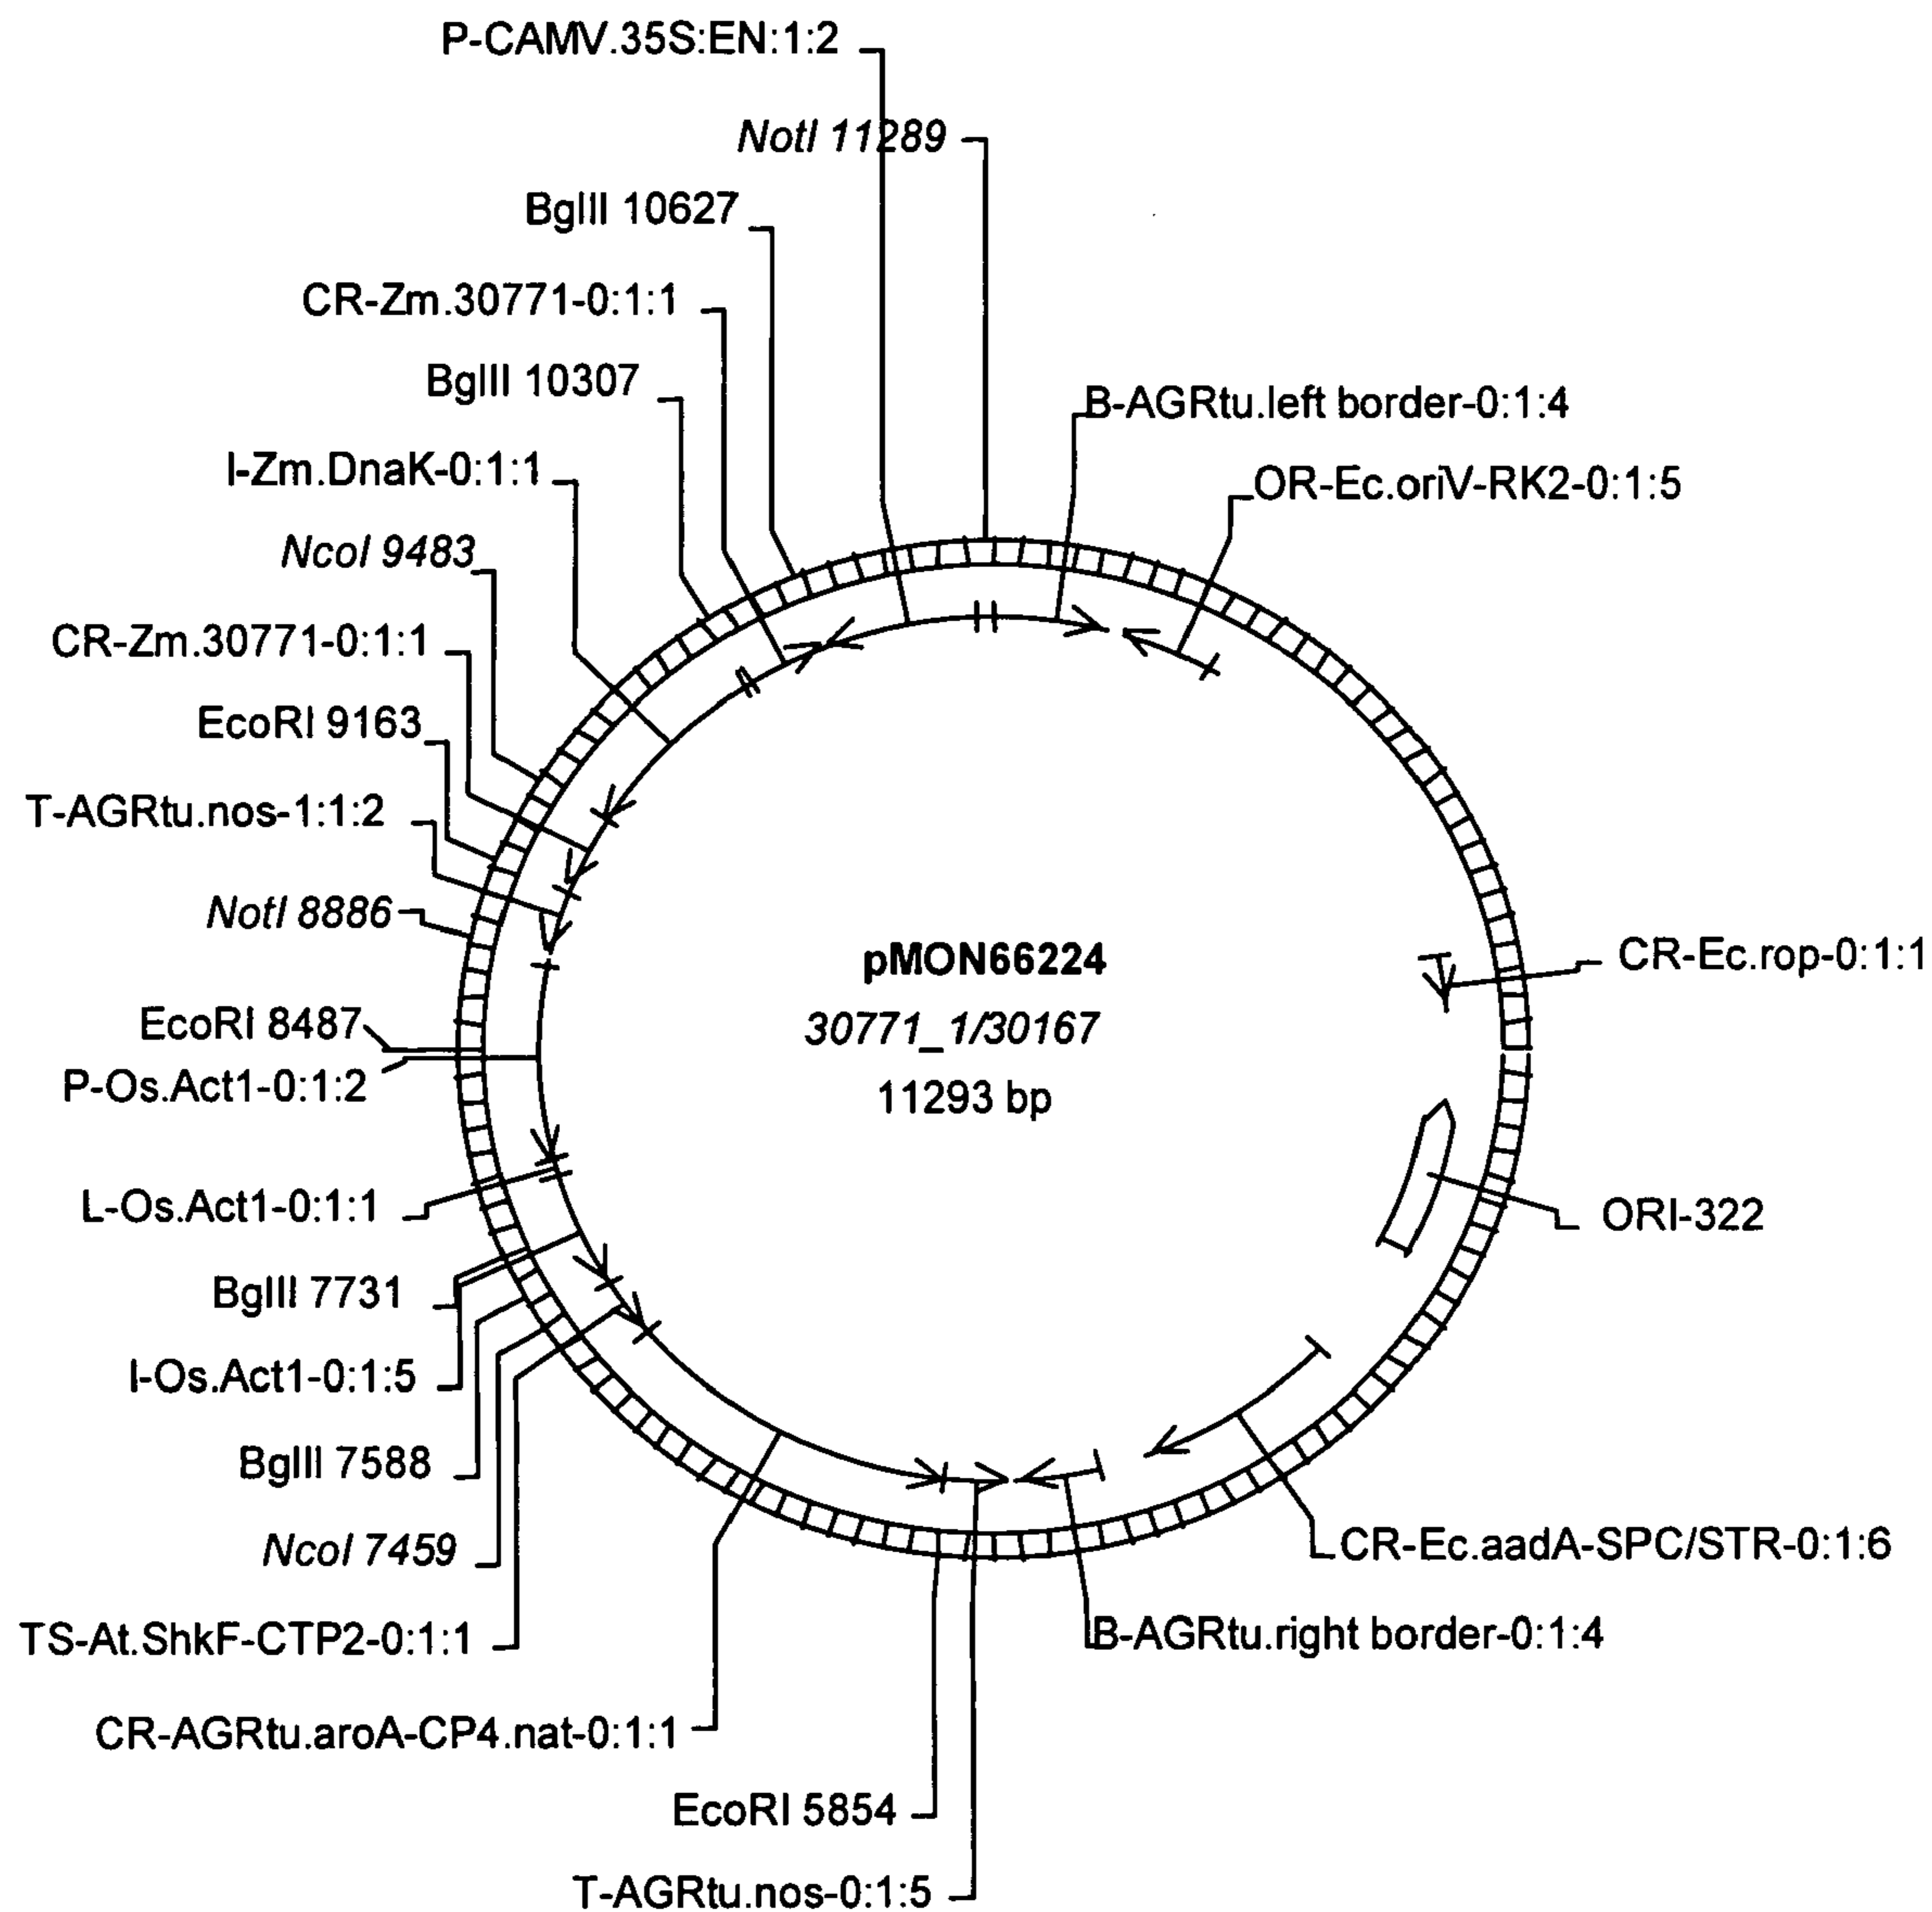 P-CAMV.35S:EN:1:2
NotI 11289
BglII 10627
CR-Zm.30771-0:1:1
BglII 10307
B-AGRtu.left border-0:1:4
I-Zm.DnaK-0:1:1
OR-Ec.oriV-RK2-0:1:5
NcoI 9483
CR-Zm.30771-0:1:1
EcoRI 9163
T-AGRtu.nos-1:1:2
NotI 8886
pMON66224
CR-Ec.rop-0:1:1
30771_1/30167
EcoRI 8487
P-Os.Act1-0:1:2
11293 bp
L-Os.Act1-0:1:1
ORI-322
BglII 7731
I-Os.Act1-0:1:5
BglII 7588
NcoI 7459
CR-Ec.aadA-SPC/STR-0:1:6
TS-At.ShkF-CTP2-0:1:1
B-AGRtu.right border-0:1:4
CR-AGRtu.aroA-CP4.nat-0:1:1
EcoRI 5854
T-AGRtu.nos-0:1:5